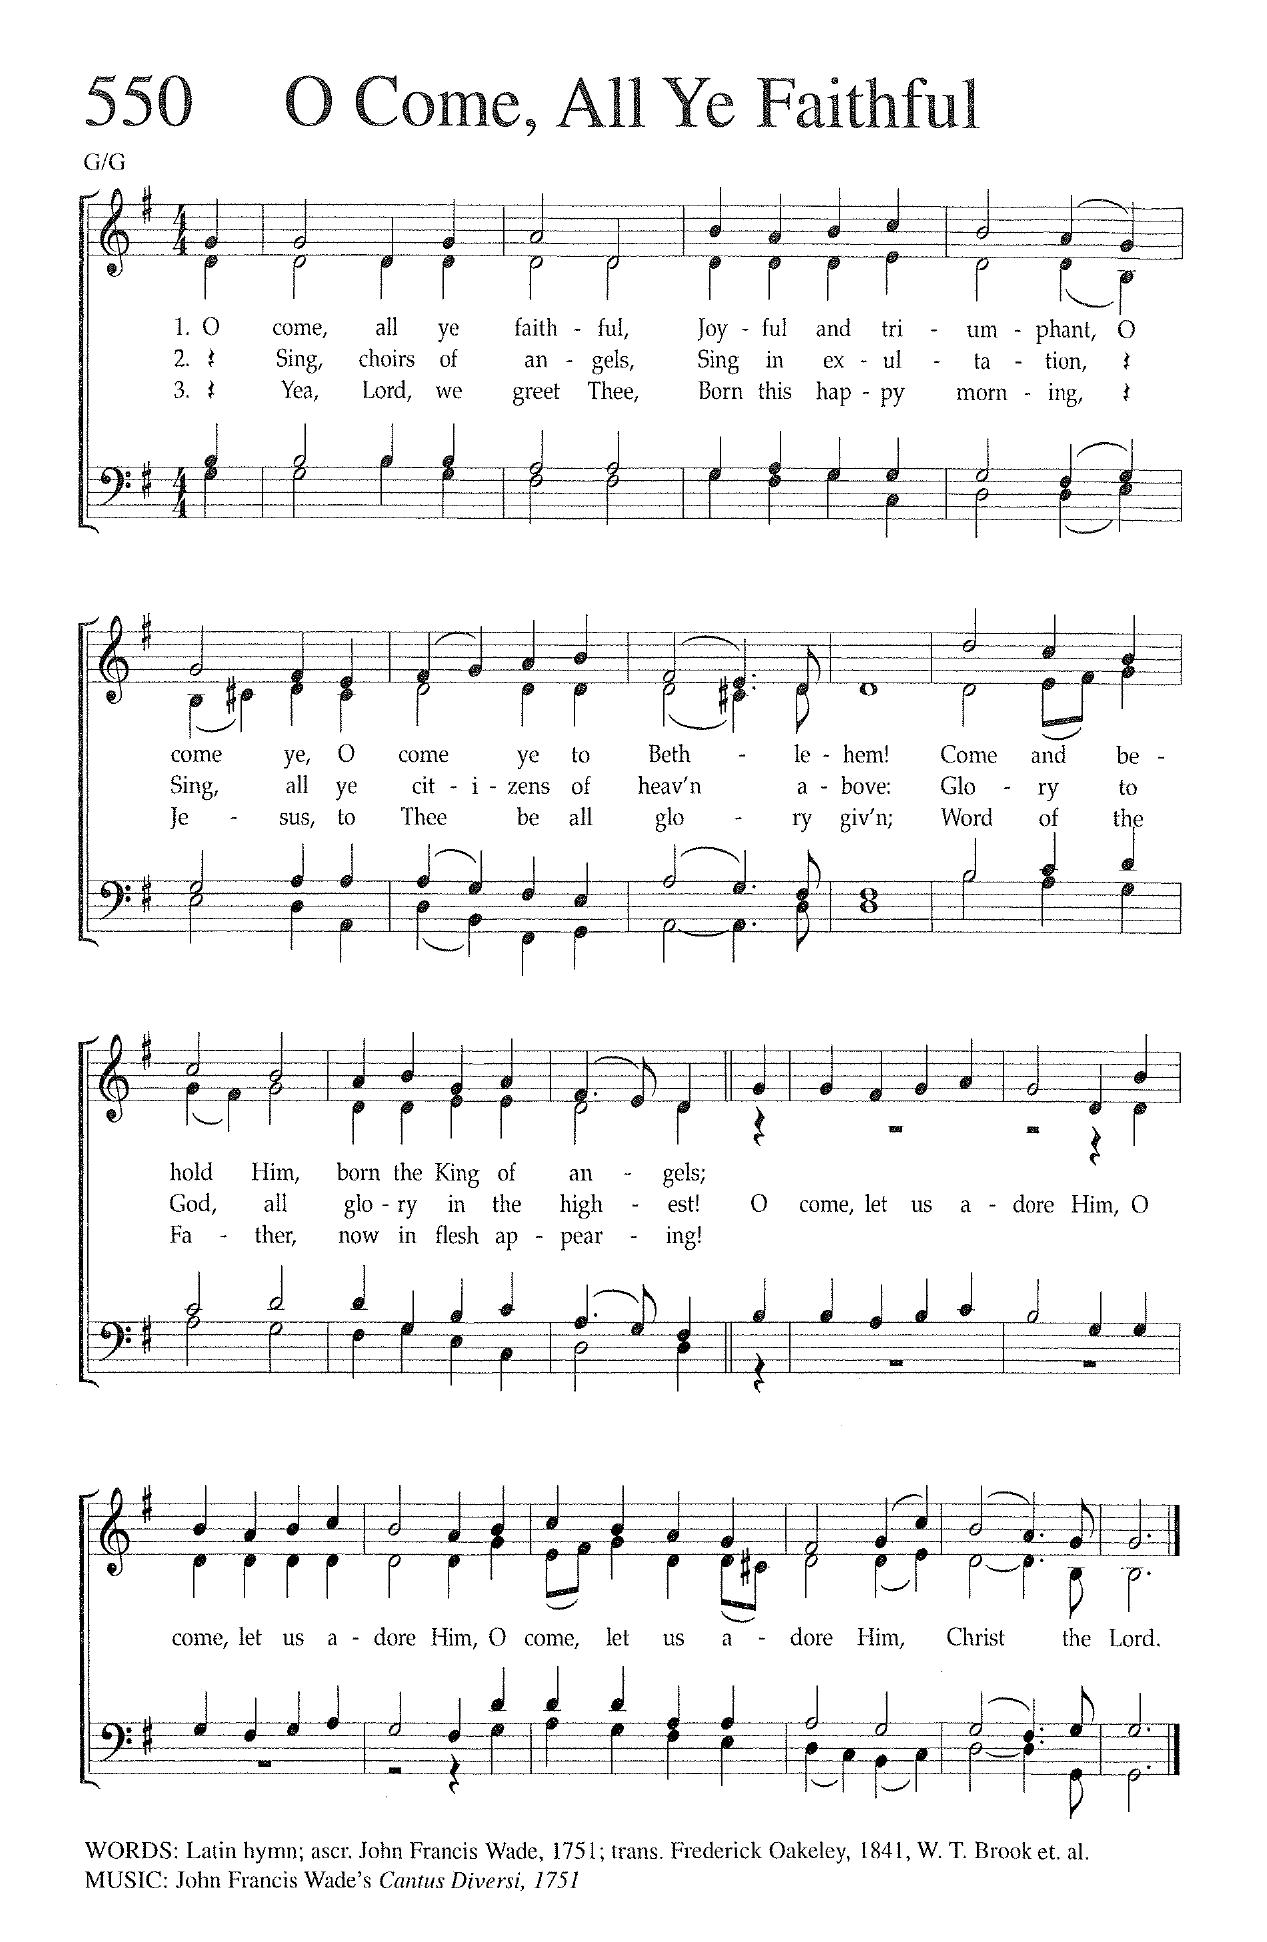 550 O Come, All Ye Faithful
G/G
1. O come, all ye faith - ful, Joy - ful and tri - um - phant, O
2. Sing, choirs of an - gels, Sing in ex - ul - ta - tion,
3. Yea, Lord, we greet Thee, Born this hap - py morn - ing,
come ye, O come ye to Beth - le - hem! Come and be -
Sing, all ye cit - i - zens of heav'n a - bove: Glo - ry to
Je - sus, to Thee be all glo - ry giv'n; Word of the
hold Him, born the King of an - gels;
God, all glo - ry in the high - est! O come, let us a - dore Him, O
Fa - ther, now in flesh ap - pear - ing!
come, let us a - dore Him, O come, let us a - dore Him, Christ the Lord.
WORDS: Latin hymn; ascr. John Francis Wade, 1751; trans. Frederick Oakeley, 1841, W. T. Brook et. al.
MUSIC: John Francis Wade's Cantus Diversi, 1751